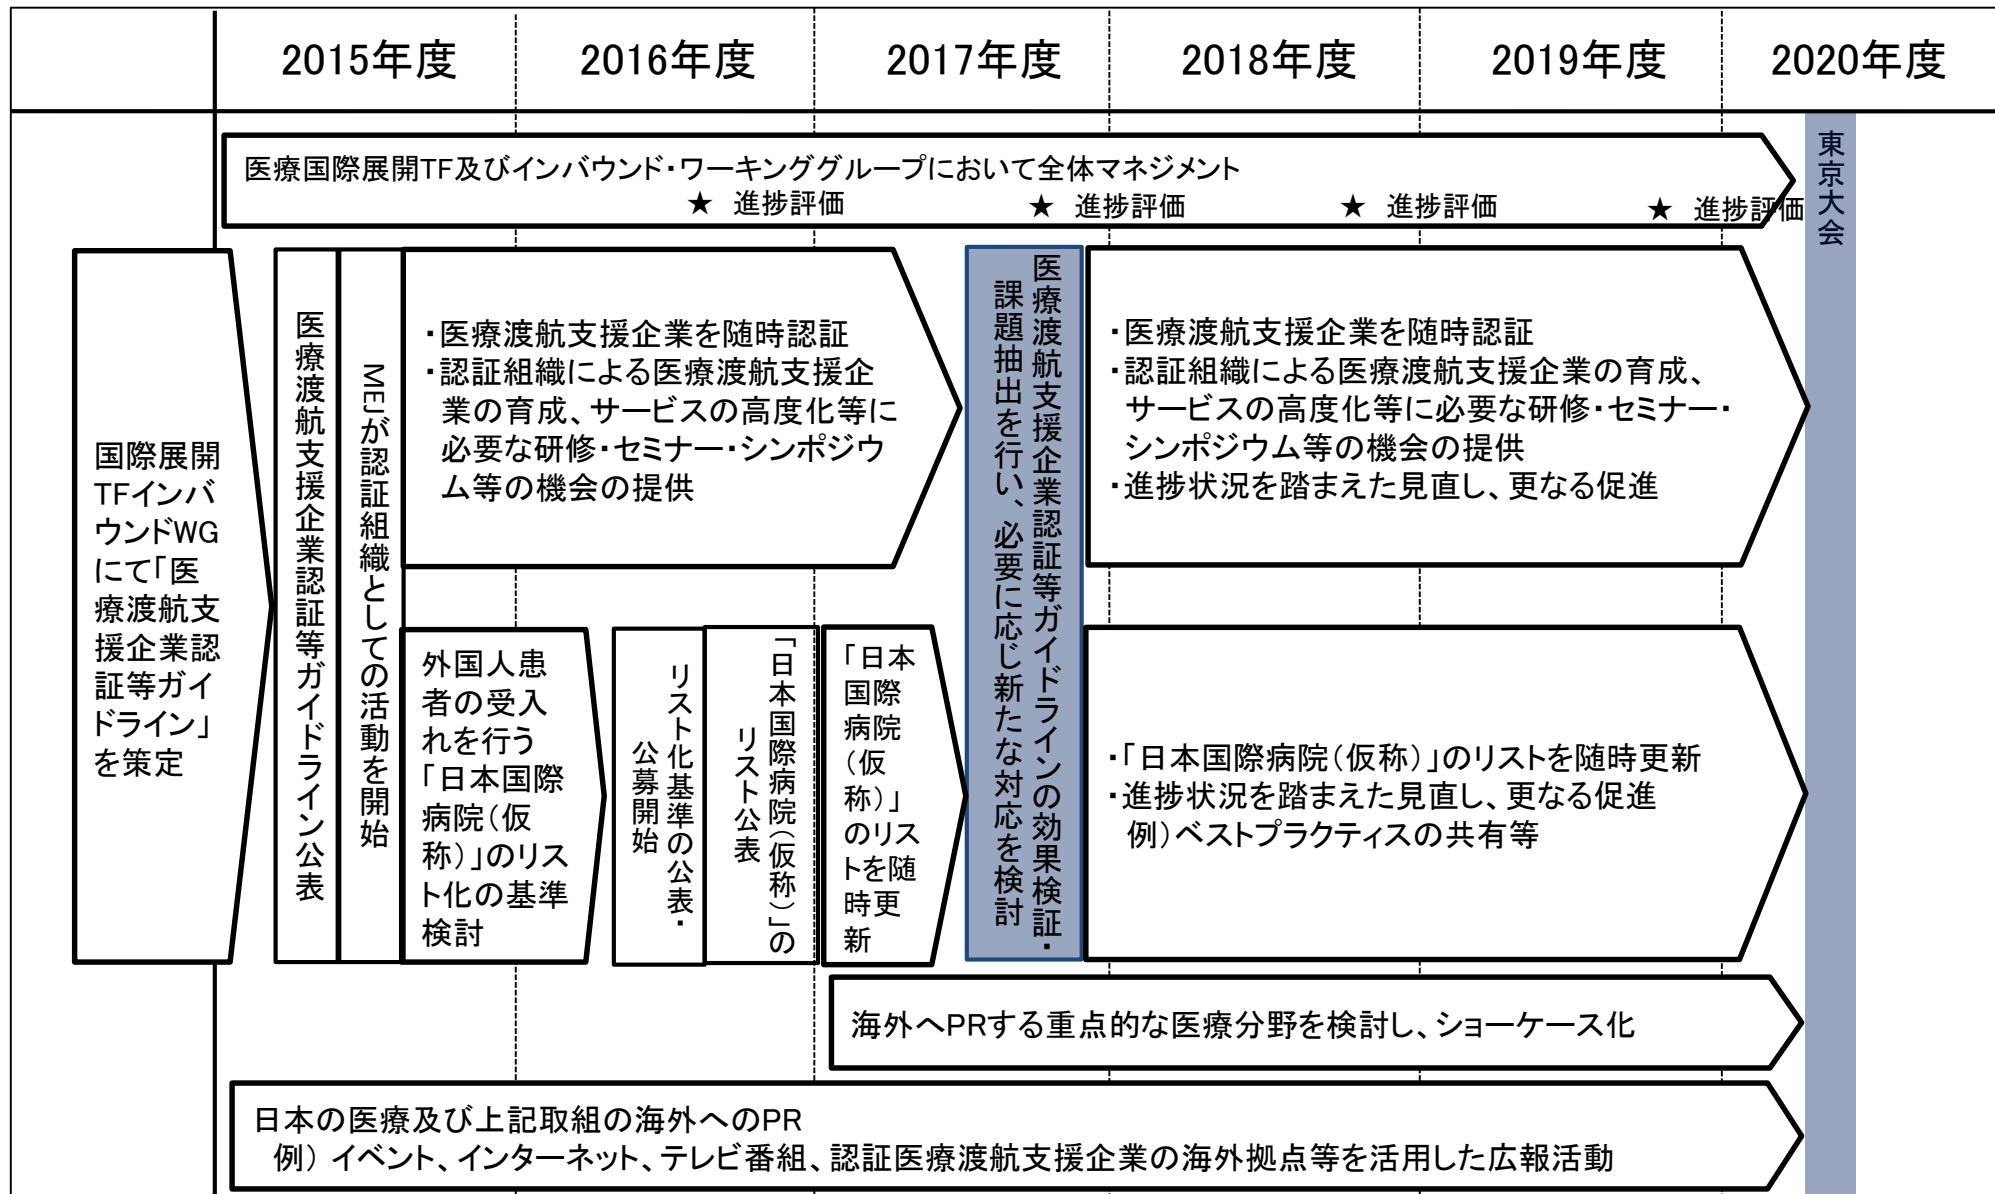 2015年度
2016年度
2017年度
2018年度
2019年度
2020年度
医療国際展開TF及びインバウンド・ワーキンググループにおいて全体マネジメント
★ 進捗評価
★ 進捗評価
★ 進捗評価
★ 進捗評価
東京大会
国際展開
TFインバ
ウンドWG
にて「医
療渡航支
援企業認
証等ガイ
ドライン」
を策定
医療渡航支援企業認証等ガイドライン公表
MEJが認証組織としての活動を開始
・医療渡航支援企業を随時認証
・認証組織による医療渡航支援企
業の育成、サービスの高度化等に
必要な研修・セミナー・シンポジウ
ム等の機会の提供
外国人患
者の受入
れを行う
「日本国際
病院(仮
称)」のリス
ト化の基準
検討
リスト化基準の公表・
公募開始
「日本国際病院(仮称)」の
リスト公表
「日本
国際
病院
(仮
称)」
のリス
トを随
時更
新
医療渡航支援企業認証等ガイドラインの効果検証・
課題抽出を行い、必要に応じ新たな対応を検討
・医療渡航支援企業を随時認証
・認証組織による医療渡航支援企業の育成、
サービスの高度化等に必要な研修・セミナー・
シンポジウム等の機会の提供
・進捗状況を踏まえた見直し、更なる促進
・「日本国際病院(仮称)」のリストを随時更新
・進捗状況を踏まえた見直し、更なる促進
例)ベストプラクティスの共有等
海外へPRする重点的な医療分野を検討し、ショーケース化
日本の医療及び上記取組の海外へのPR
例) イベント、インターネット、テレビ番組、認証医療渡航支援企業の海外拠点等を活用した広報活動